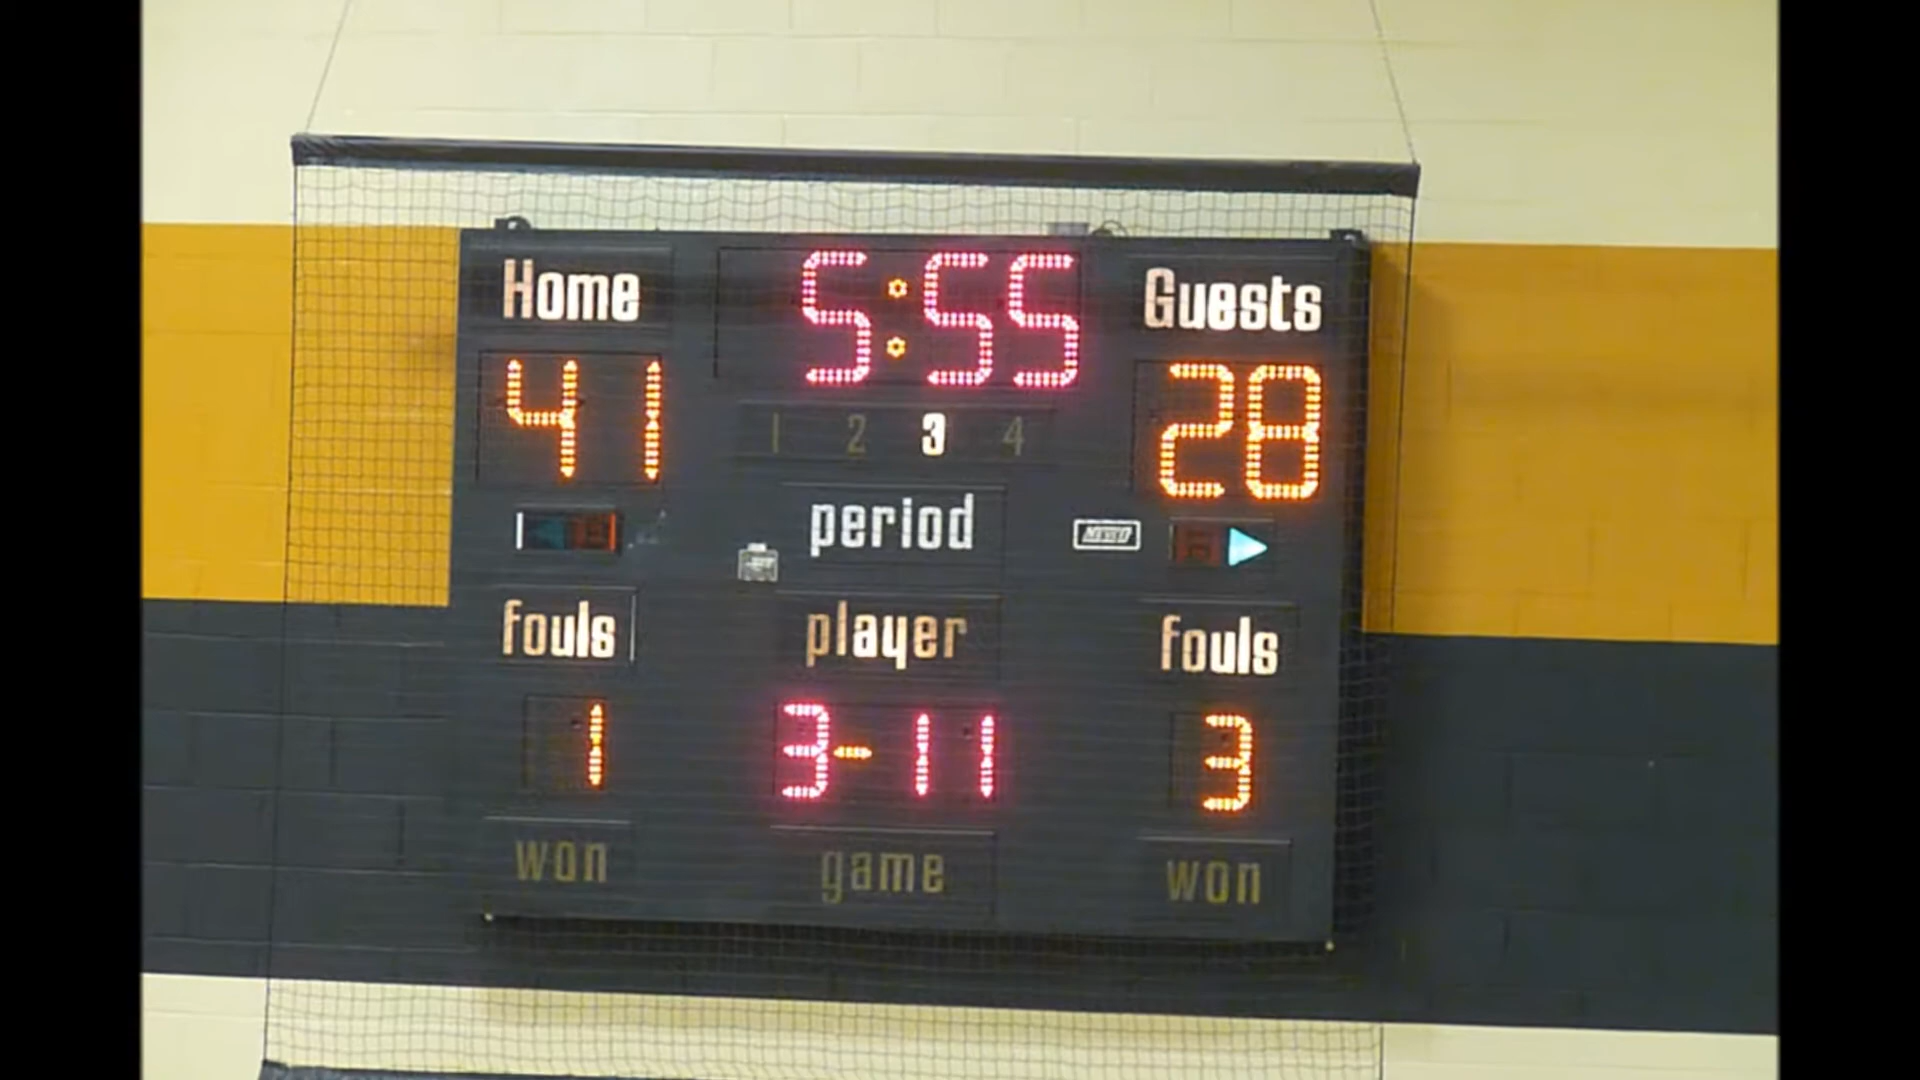 Home 5:55 Guests
41 28
1 2 3 4
period
fouls player fouls
1 3-11 3
won game won